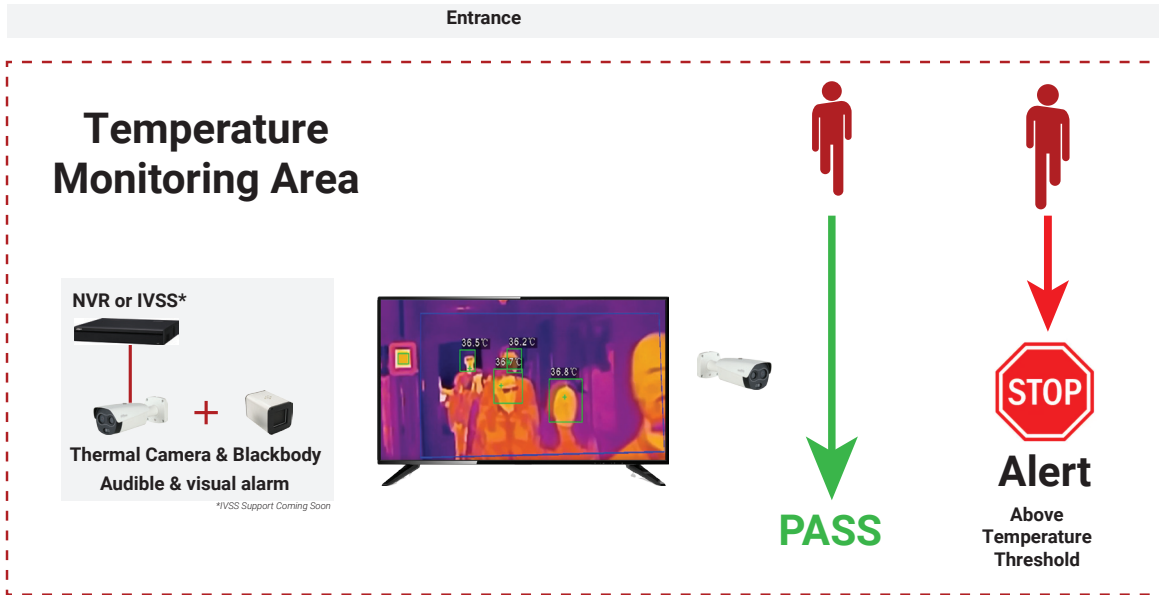 Entrance
Temperature
Monitoring Area
NVR or IVSS*
Thermal Camera & Blackbody
Audible & visual alarm
*IVSS Support Coming Soon
36.5℃
36.2℃
36.7℃
36.8℃
PASS
STOP
Alert
Above
Temperature
Threshold